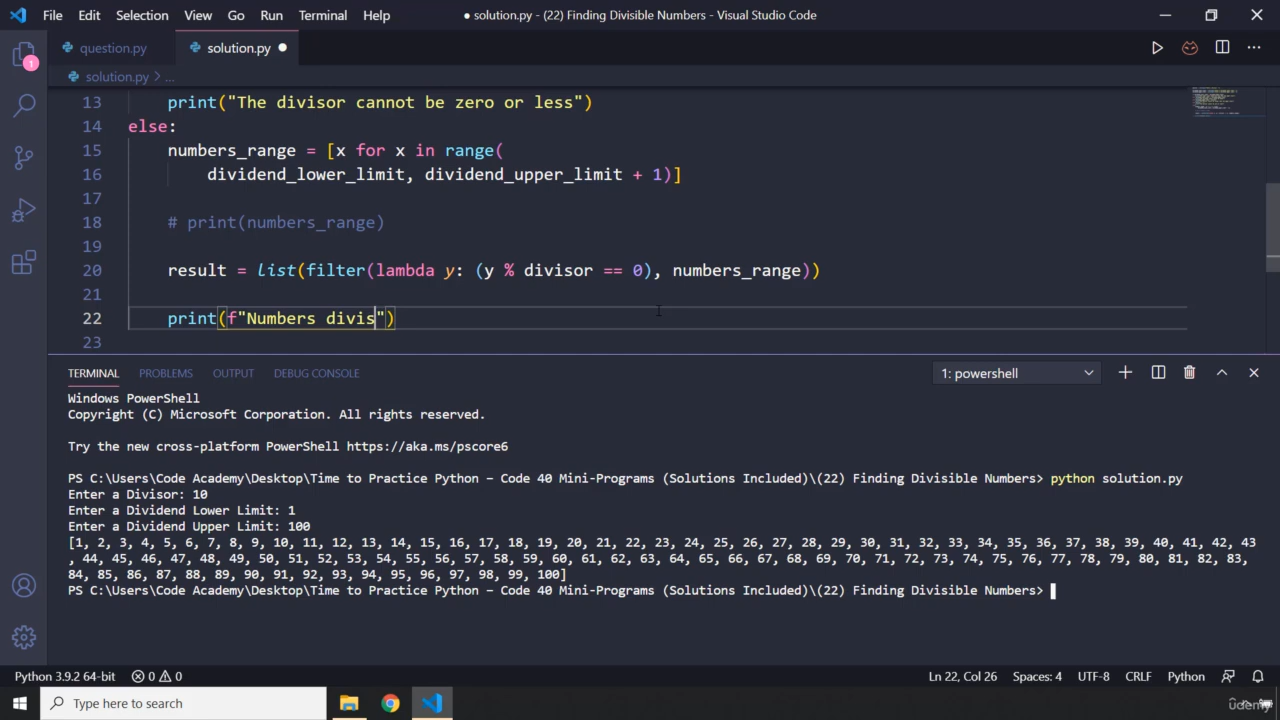 File Edit Selection View Go Run Terminal Help
● solution.py - (22) Finding Divisible Numbers - Visual Studio Code
1
question.py
solution.py ●
solution.py > ...
13 print("The divisor cannot be zero or less")
14 else:
15 numbers_range = [x for x in range(
16 dividend_lower_limit, dividend_upper_limit + 1)]
17
18 # print(numbers_range)
19
20 result = list(filter(lambda y: (y % divisor == 0), numbers_range))
21
22 print(f"Numbers divis")
23
TERMINAL PROBLEMS OUTPUT DEBUG CONSOLE
1: powershell
Windows PowerShell
Copyright (C) Microsoft Corporation. All rights reserved.
Try the new cross-platform PowerShell https://aka.ms/pscore6
PS C:\Users\Code Academy\Desktop\Time to Practice Python – Code 40 Mini-Programs (Solutions Included)\(22) Finding Divisible Numbers> python solution.py
Enter a Divisor: 10
Enter a Dividend Lower Limit: 1
Enter a Dividend Upper Limit: 100
[1, 2, 3, 4, 5, 6, 7, 8, 9, 10, 11, 12, 13, 14, 15, 16, 17, 18, 19, 20, 21, 22, 23, 24, 25, 26, 27, 28, 29, 30, 31, 32, 33, 34, 35, 36, 37, 38, 39, 40, 41, 42, 43
, 44, 45, 46, 47, 48, 49, 50, 51, 52, 53, 54, 55, 56, 57, 58, 59, 60, 61, 62, 63, 64, 65, 66, 67, 68, 69, 70, 71, 72, 73, 74, 75, 76, 77, 78, 79, 80, 81, 82, 83,
84, 85, 86, 87, 88, 89, 90, 91, 92, 93, 94, 95, 96, 97, 98, 99, 100]
PS C:\Users\Code Academy\Desktop\Time to Practice Python – Code 40 Mini-Programs (Solutions Included)\(22) Finding Divisible Numbers>
Python 3.9.2 64-bit 0 0 Ln 22, Col 26 Spaces: 4 UTF-8 CRLF Python
Type here to search
udemy